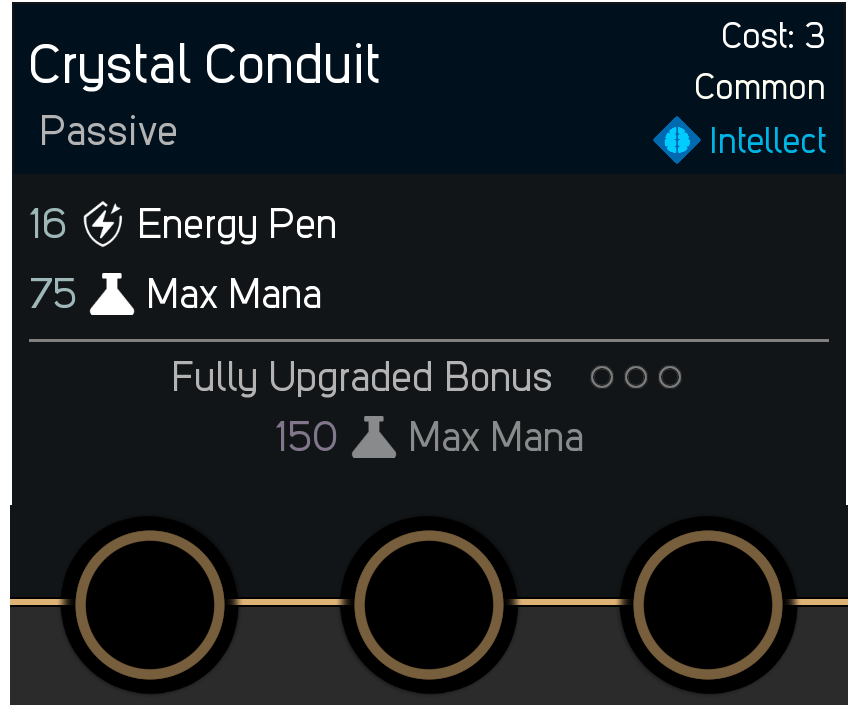 Crystal Conduit
Passive
Cost: 3
Common
Intellect
16 Energy Pen
75 Max Mana
Fully Upgraded Bonus
150 Max Mana